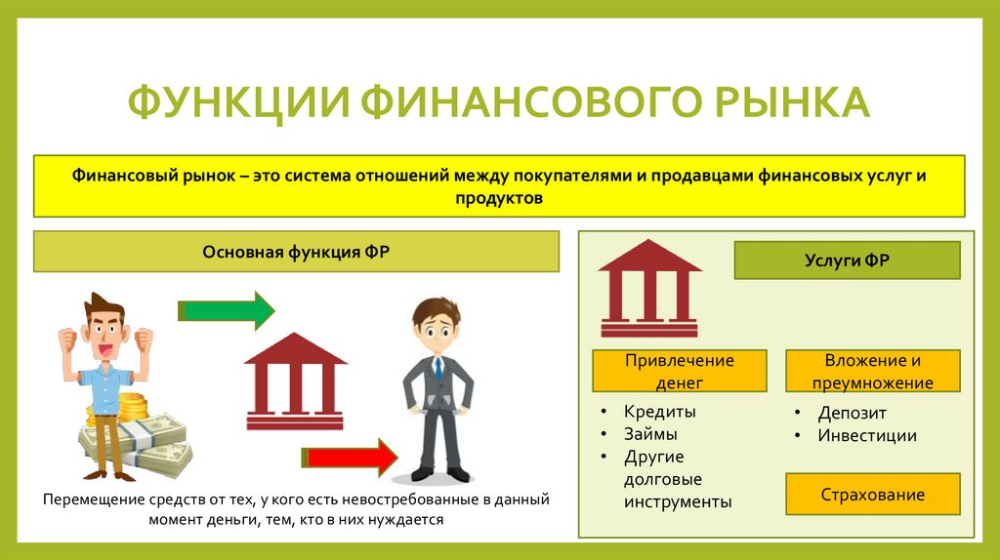 ФУНКЦИИ ФИНАНСОВОГО РЫНКА
Финансовый рынок – это система отношений между покупателями и продавцами финансовых услуг и
продуктов
Основная функция ФР
Перемещение средств от тех, у кого есть невостребованные в данный
момент деньги, тем, кто в них нуждается
Услуги ФР
Привлечение
денег
• Кредиты
• Займы
• Другие
долговые
инструменты
Вложение и
преумножение
• Депозит
• Инвестиции
Страхование